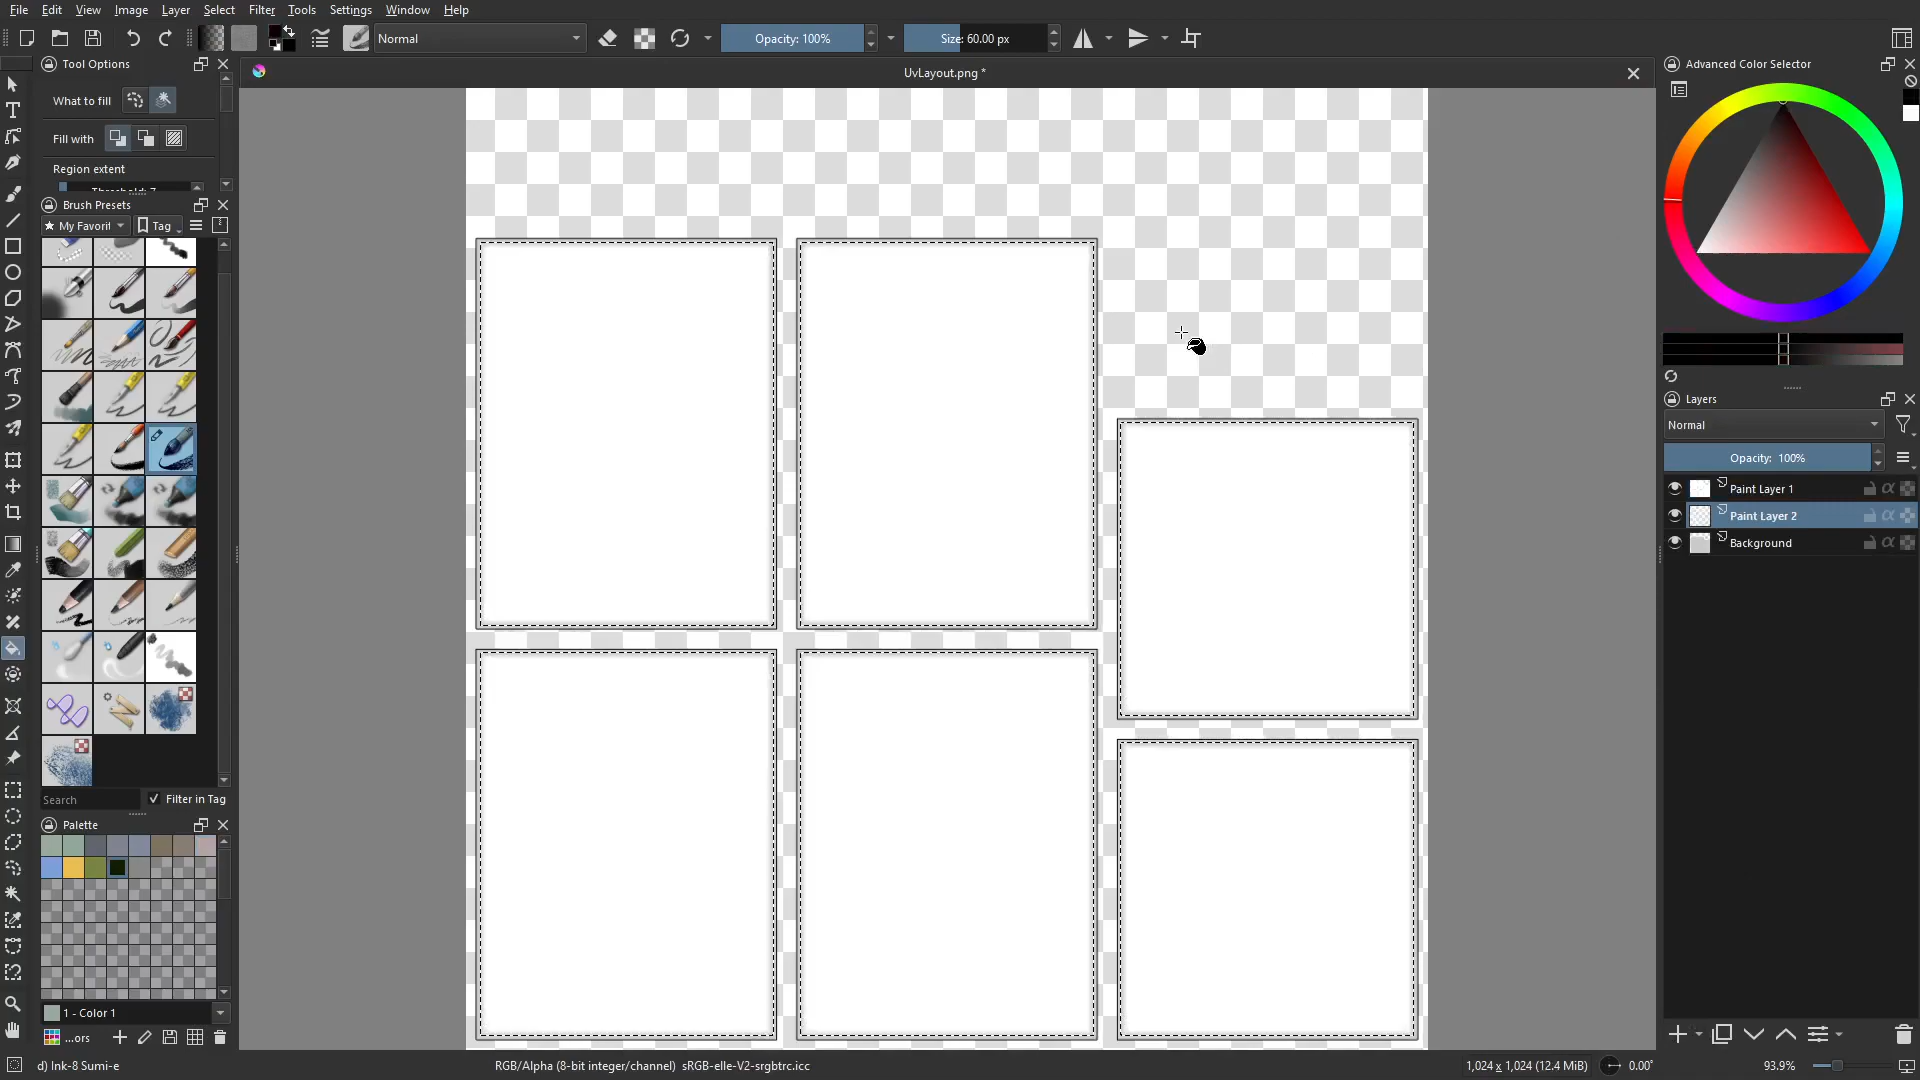 File Edit View Image Layer Select Filter Tools Settings Window Help
Normal
Opacity: 100%
Size: 60.00 px
Tool Options
UvLayout.png *
Advanced Color Selector
What to fill
Fill with
Region extent
Threshold: 7
Brush Presets
My Favorit
Tag
Layers
Normal
Opacity: 100%
Paint Layer 1
Paint Layer 2
Background
Search
Filter in Tag
Palette
1 - Color 1
...ors
d) Ink-8 Sumi-e
RGB/Alpha (8-bit integer/channel) sRGB-elle-V2-srgbtrc.icc
1,024 x 1,024 (12.4 MiB)
0.00°
93.9%